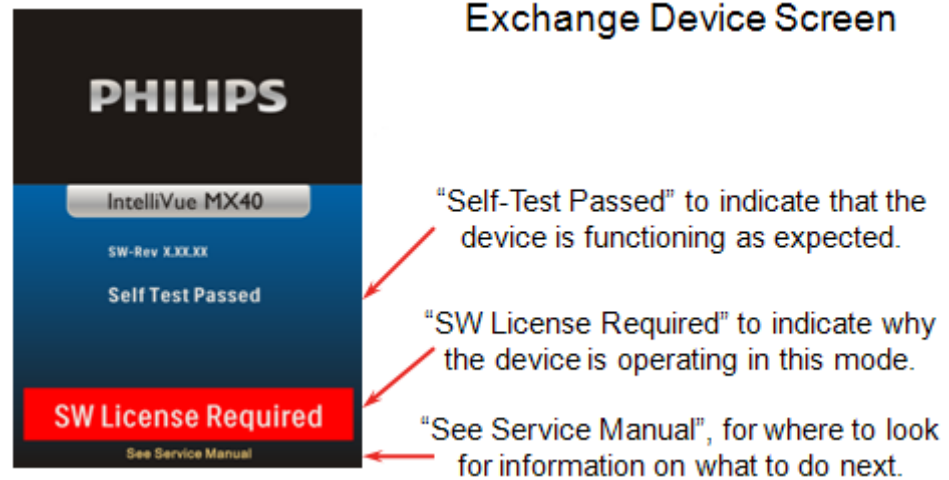 Exchange Device Screen
PHILIPS
IntelliVue MX40
SW-Rev X.XX.XX
Self Test Passed
SW License Required
See Service Manual
“Self-Test Passed” to indicate that the
device is functioning as expected.
“SW License Required” to indicate why
the device is operating in this mode.
“See Service Manual”, for where to look
for information on what to do next.